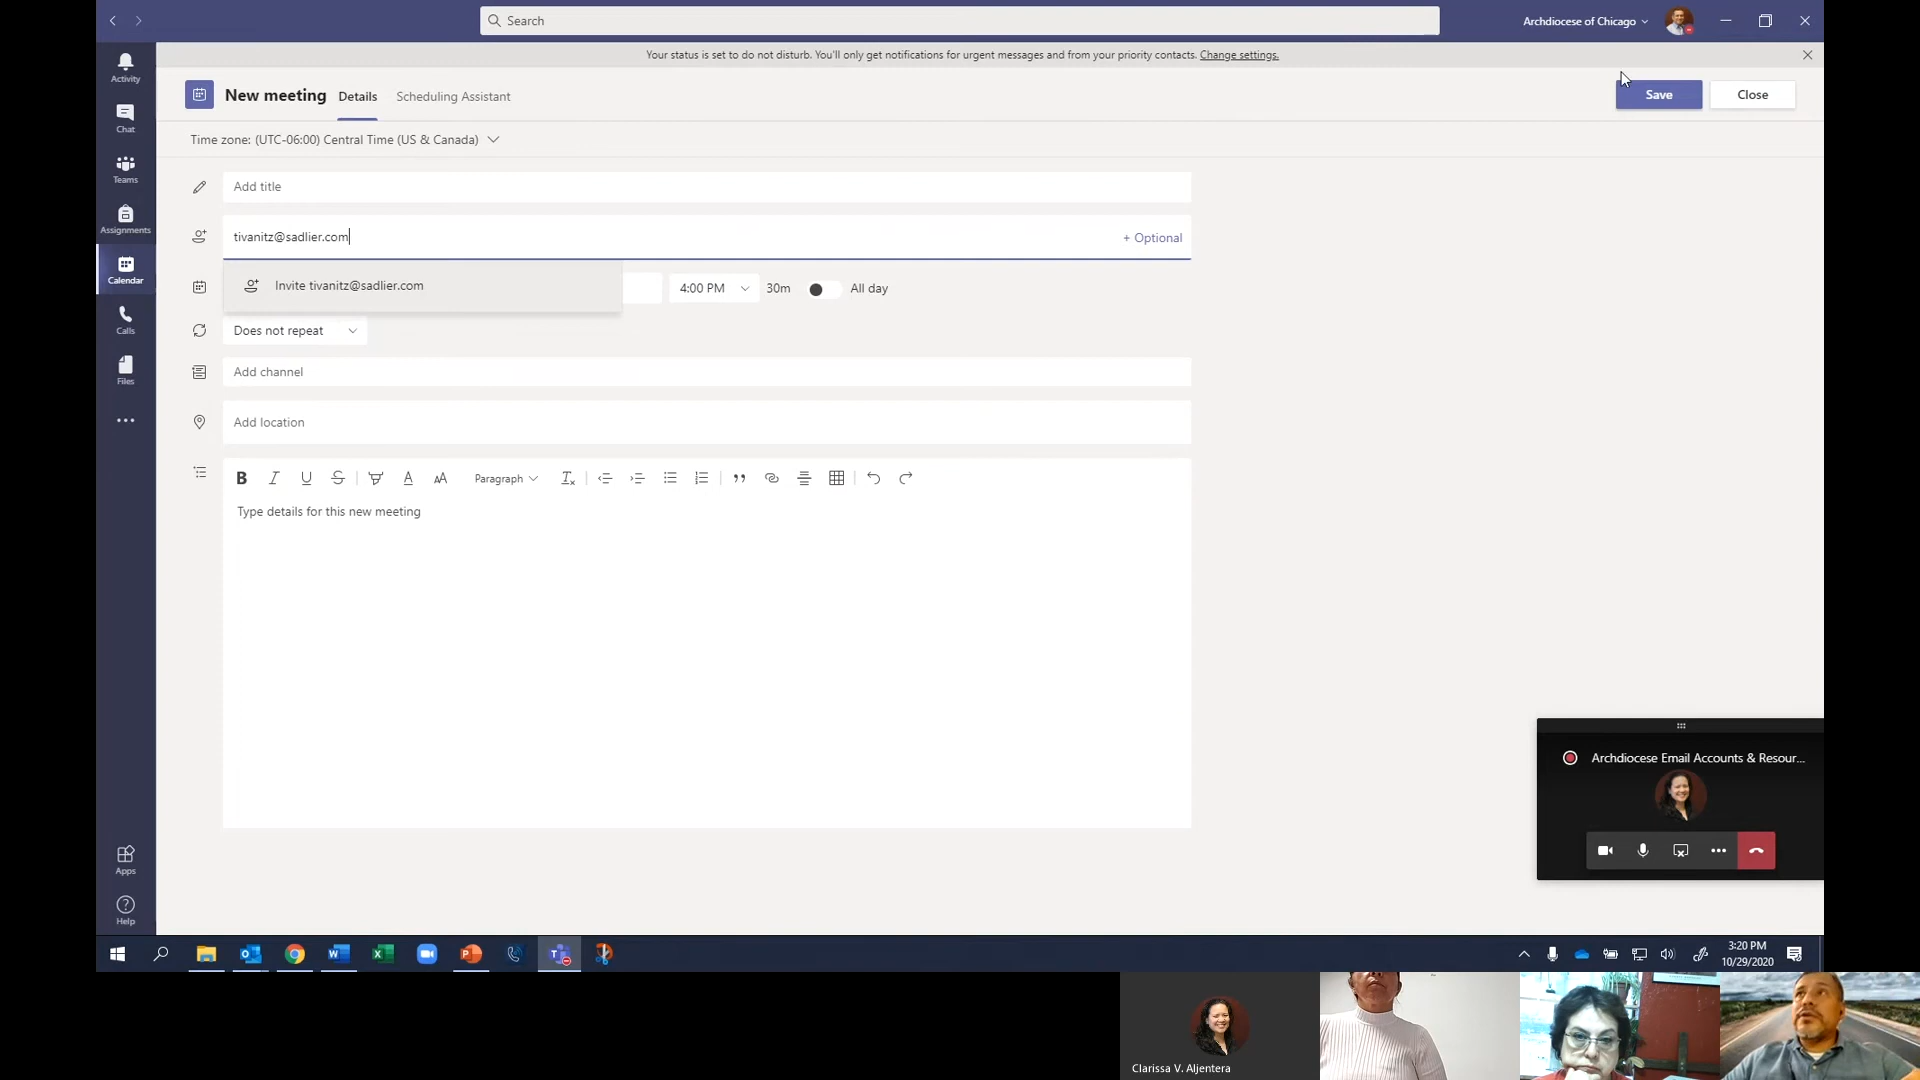 Search
Archdiocese of Chicago
Your status is set to do not disturb. You'll only get notifications for urgent messages and from your priority contacts. Change settings.
Activity
Chat
Teams
Assignments
Calendar
Calls
Files
Apps
Help
New meeting
Details
Scheduling Assistant
Save
Close
Time zone: (UTC-06:00) Central Time (US & Canada)
Add title
tivanitz@sadlier.com
+ Optional
Invite tivanitz@sadlier.com
4:00 PM
30m
All day
Does not repeat
Add channel
Add location
B I U S A AA Paragraph
Type details for this new meeting
Archdiocese Email Accounts & Resour...
3:20 PM
10/29/2020
Clarissa V. Aljentera